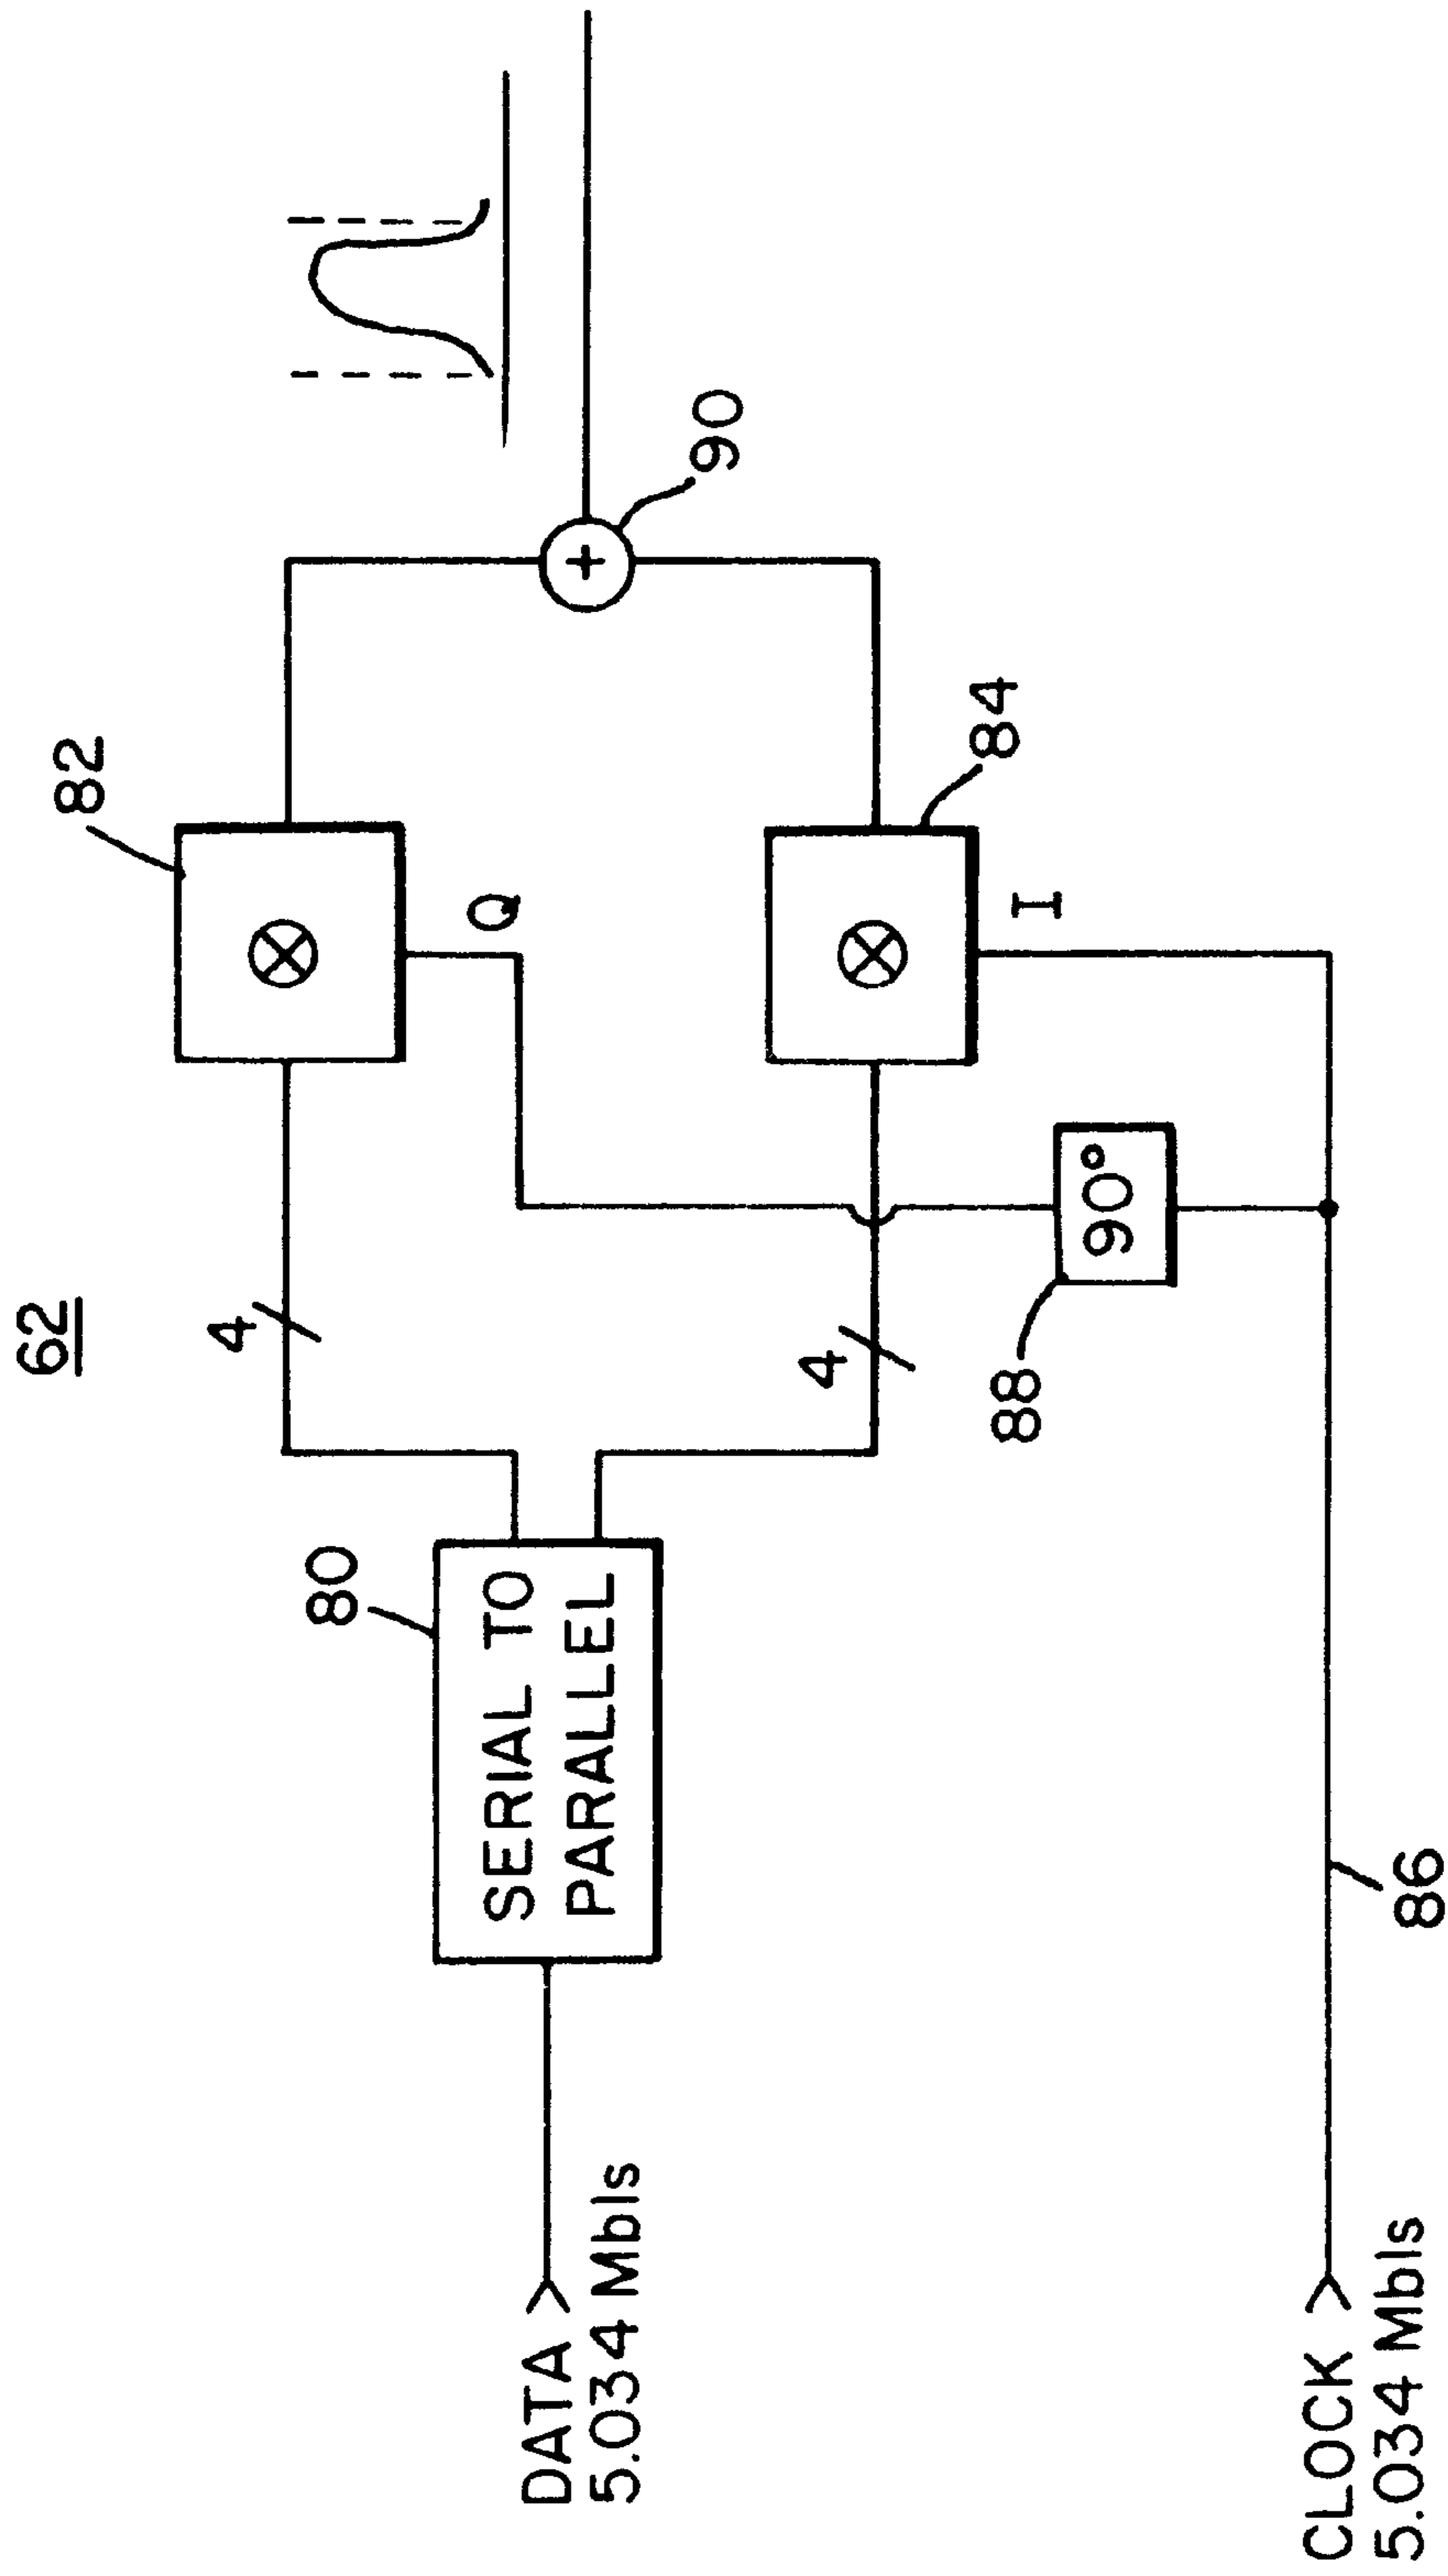 62
82
4
80
SERIAL TO
PARALLEL
Q
90
+
DATA
5.034 Mbls
4
84
I
88
90°
86
CLOCK
5.034 Mbls